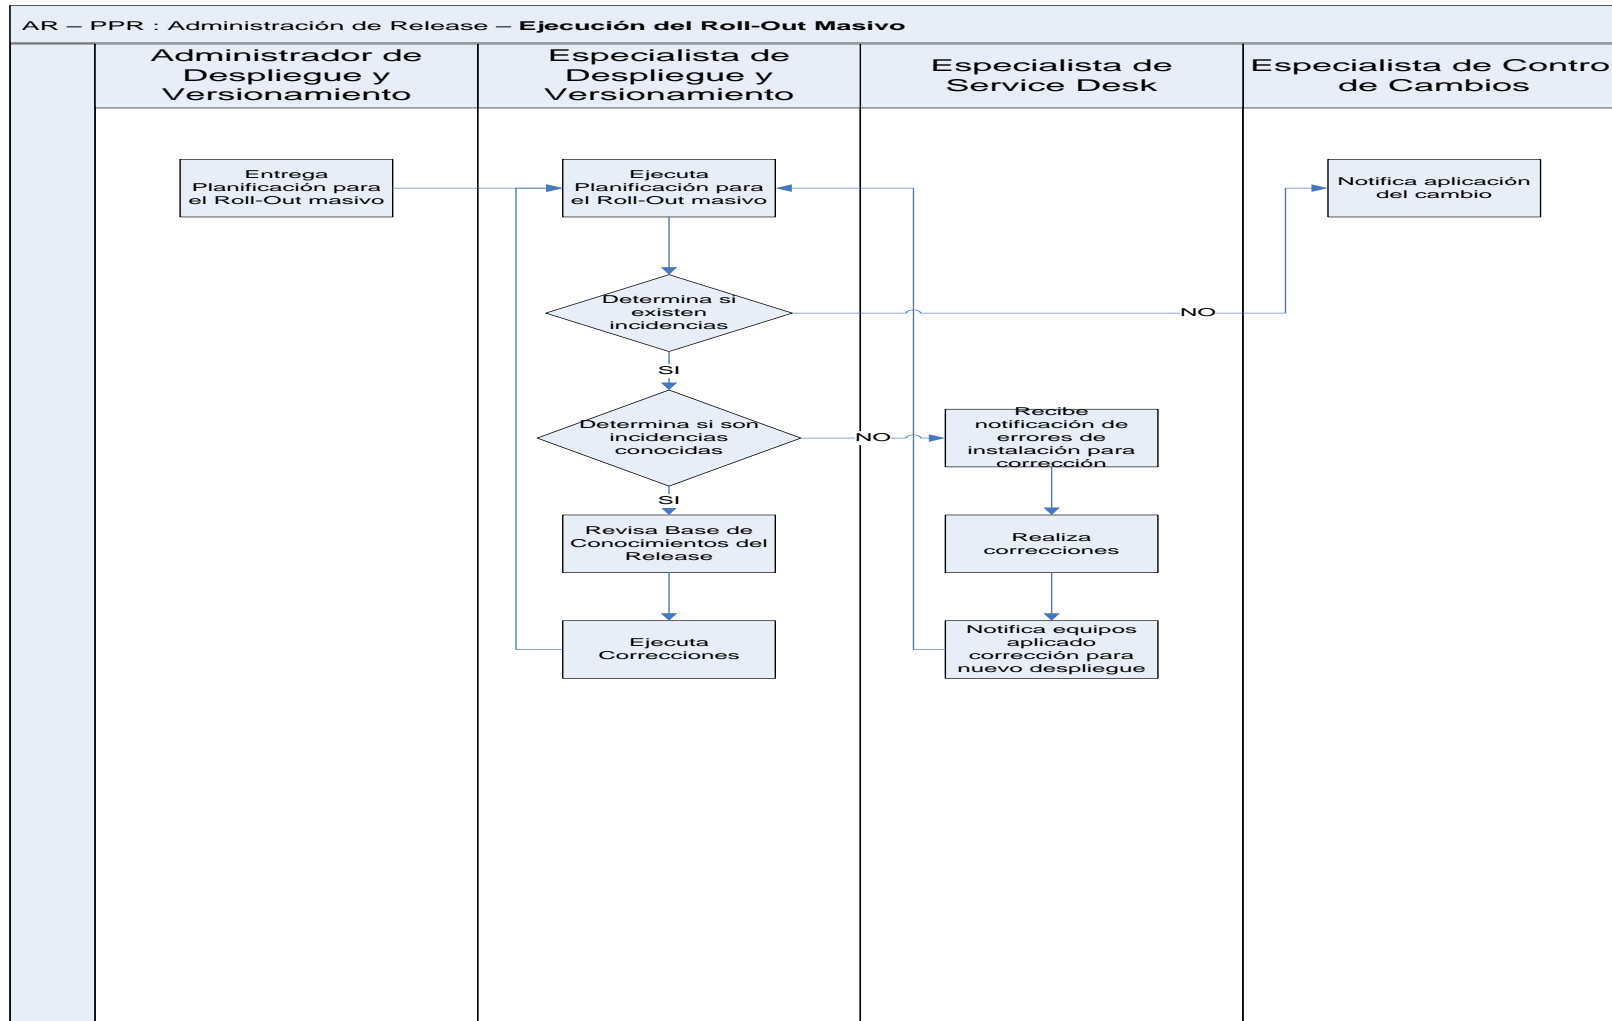 AR – PPR : Administración de Release – Ejecución del Roll-Out Masivo
Administrador de
Despliegue y
Versionamiento
Especialista de
Despliegue y
Versionamiento
Especialista de
Service Desk
Especialista de Contro
de Cambios
Entrega
Planificación para
el Roll-Out masivo
Ejecuta
Planificación para
el Roll-Out masivo
Notifica aplicación
del cambio
Determina si
existen
incidencias
NO
SI
Determina si son
incidencias
conocidas
NO
Recibe
notificación de
errores de
instalación para
corrección
SI
Revisa Base de
Conocimientos del
Release
Realiza
correcciones
Ejecuta
Correcciones
Notifica equipos
aplicado
corrección para
nuevo despliegue